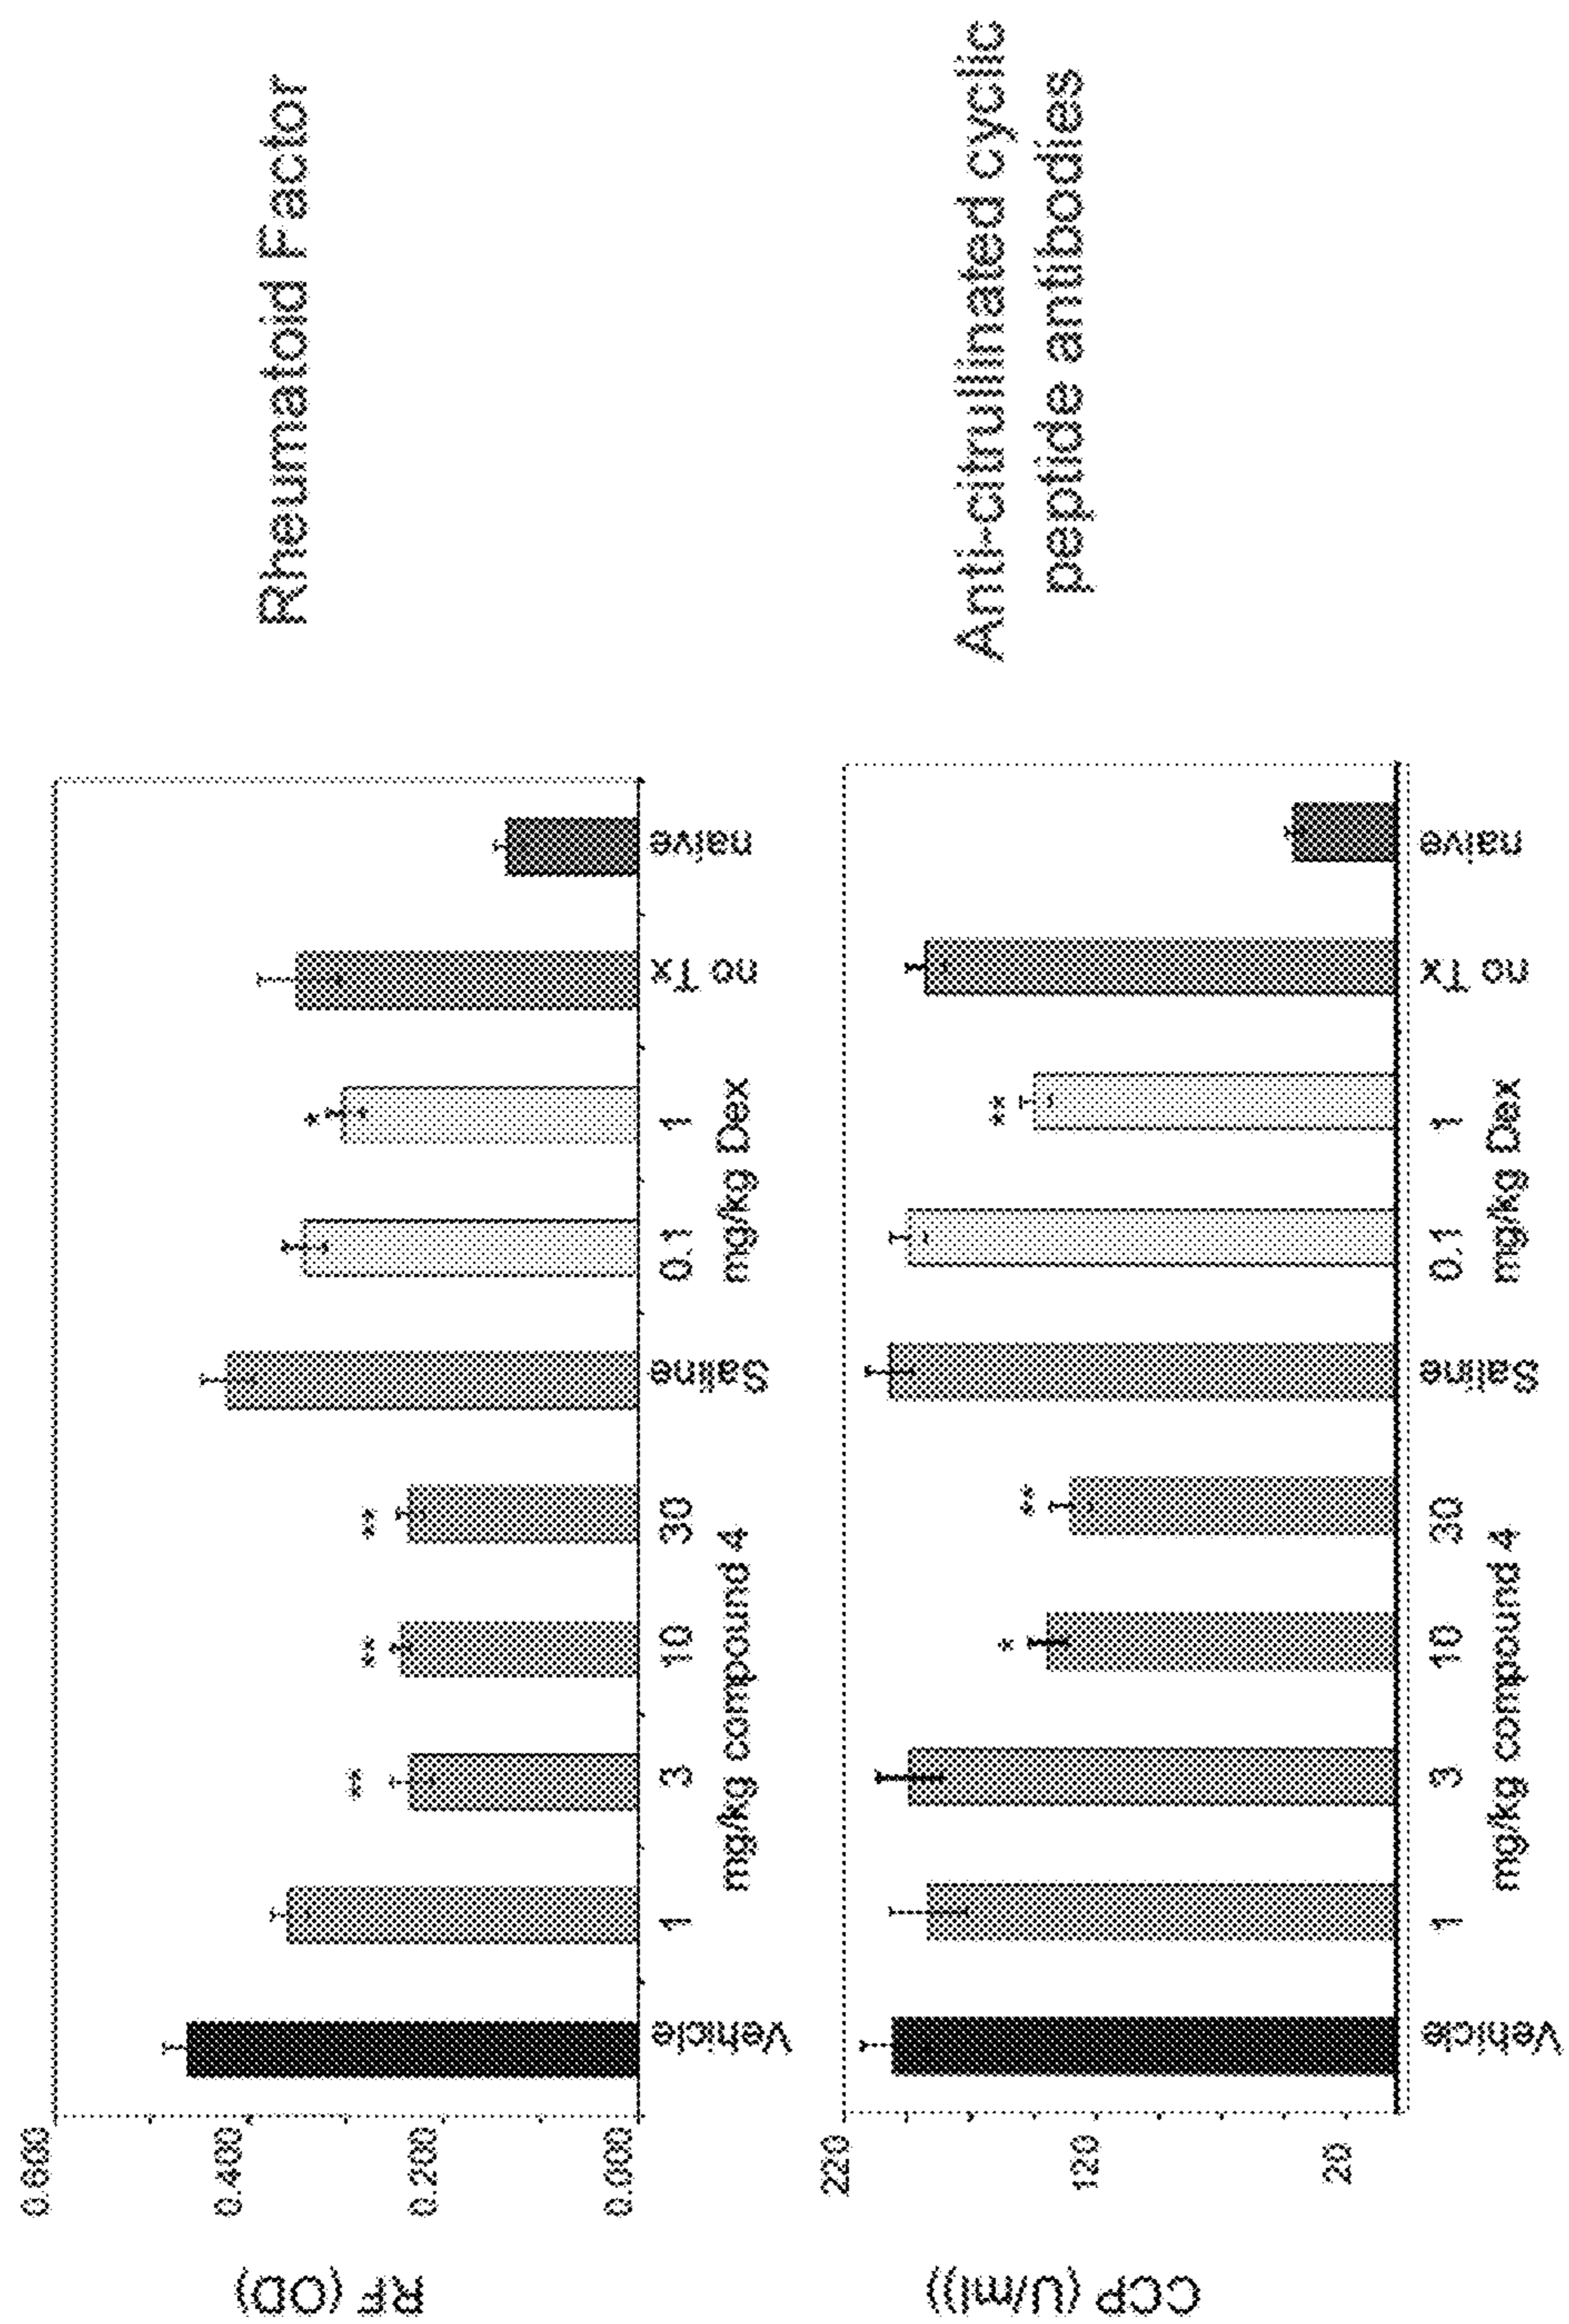 RF (OD)
0.600
0.400
0.200
0.000
** ** ** *
Vehicle 1 3 10 30 Saline 0.1 1 no Tx naive
mg/kg compound 4 mg/kg Dex
Rheumatoid Factor
CCP (U/ml))
220
120
20
* ** **
Vehicle 1 3 10 30 Saline 0.1 1 no Tx naive
mg/kg compound 4 mg/kg Dex
Anti-citrullinated cyclic
peptide antibodies